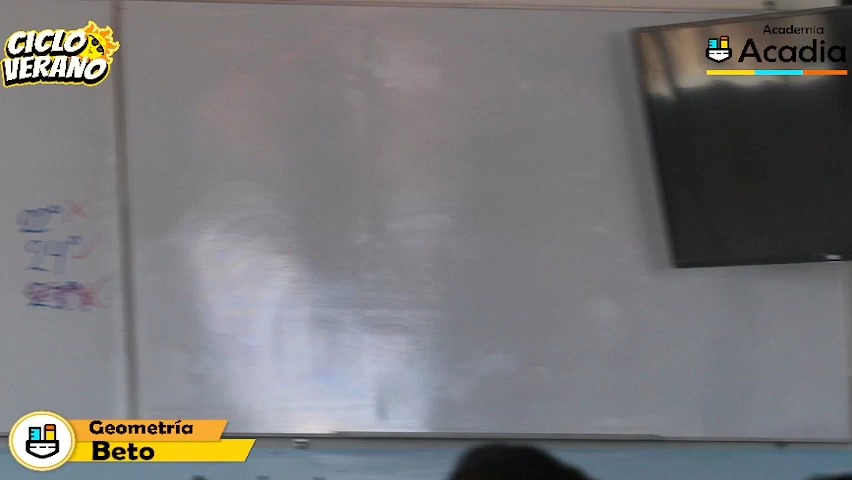 CICLO
VERANO
Academia
Acadia
Geometría
Beto